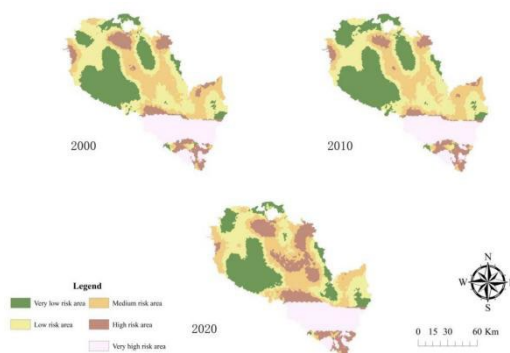 2000
2010
2020
Legend
Very low risk area
Medium risk area
Low risk area
High risk area
Very high risk area
N
W
E
S
0 15 30 60 Km